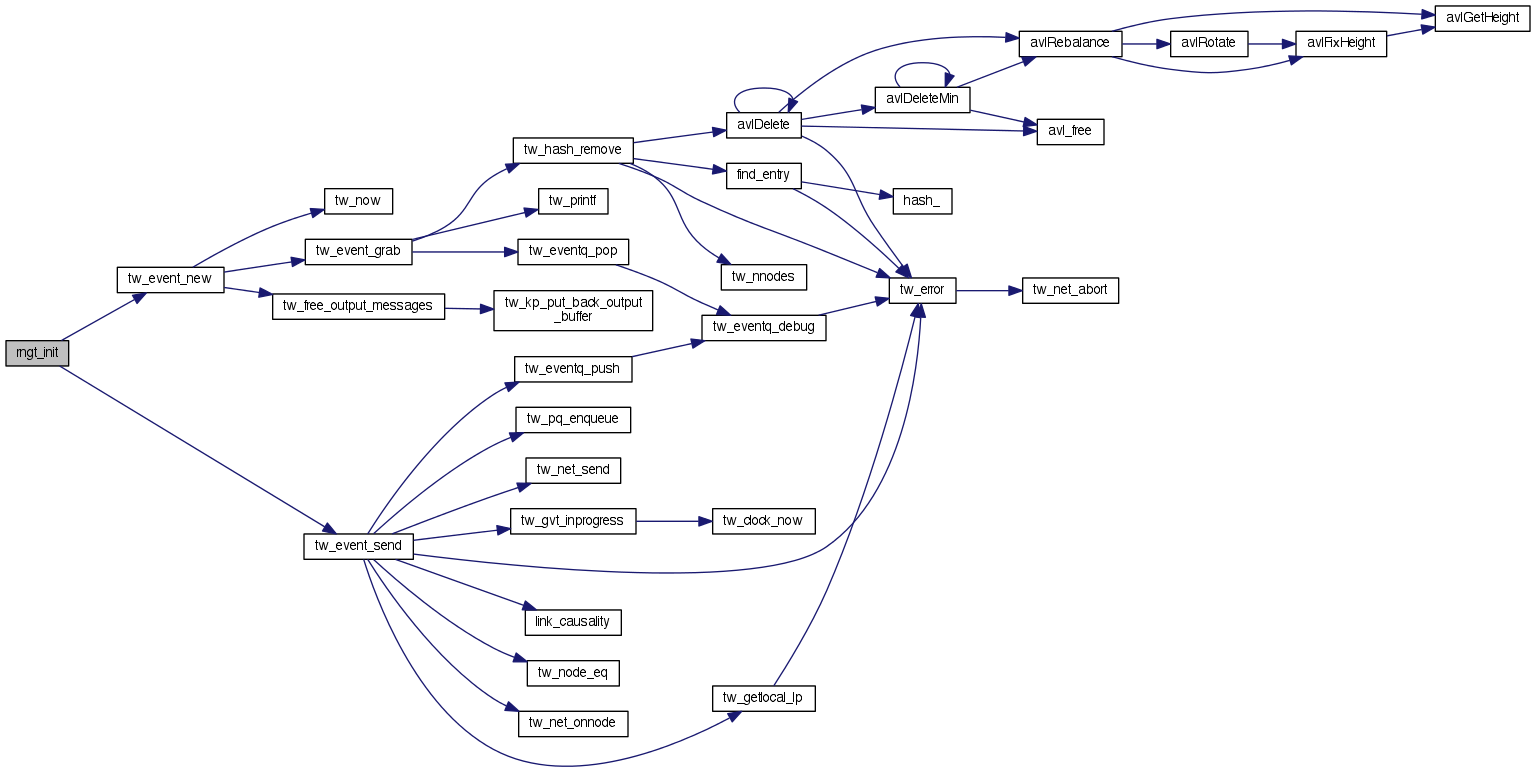 avlGetHeight
avlRebalance
avlRotate
avlFixHeight
avlDeleteMin
avlDelete
avl_free
tw_hash_remove
find_entry
tw_now
tw_printf
hash_
tw_event_grab
tw_eventq_pop
tw_event_new
tw_nnodes
tw_error
tw_net_abort
tw_free_output_messages
tw_kp_put_back_output
_buffer
tw_eventq_debug
rngt_init
tw_eventq_push
tw_pq_enqueue
tw_net_send
tw_gvt_inprogress
tw_clock_now
tw_event_send
link_causality
tw_node_eq
tw_getlocal_lp
tw_net_onnode